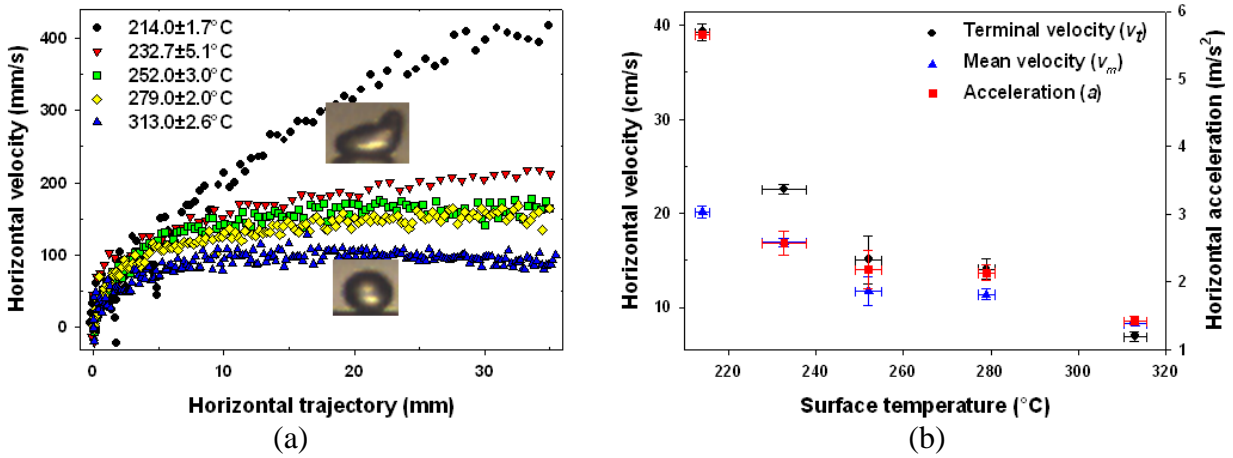 214.0±1.7°C
232.7±5.1°C
252.0±3.0°C
279.0±2.0°C
313.0±2.6°C
Horizontal velocity (mm/s)
400
300
200
100
0
0 10 20 30
Horizontal trajectory (mm)
(a)
Terminal velocity (v_t)
Mean velocity (v_m)
Acceleration (a)
Horizontal velocity (cm/s)
40
30
20
10
Horizontal acceleration (m/s²)
6
5
4
3
2
1
220 240 260 280 300 320
Surface temperature (°C)
(b)